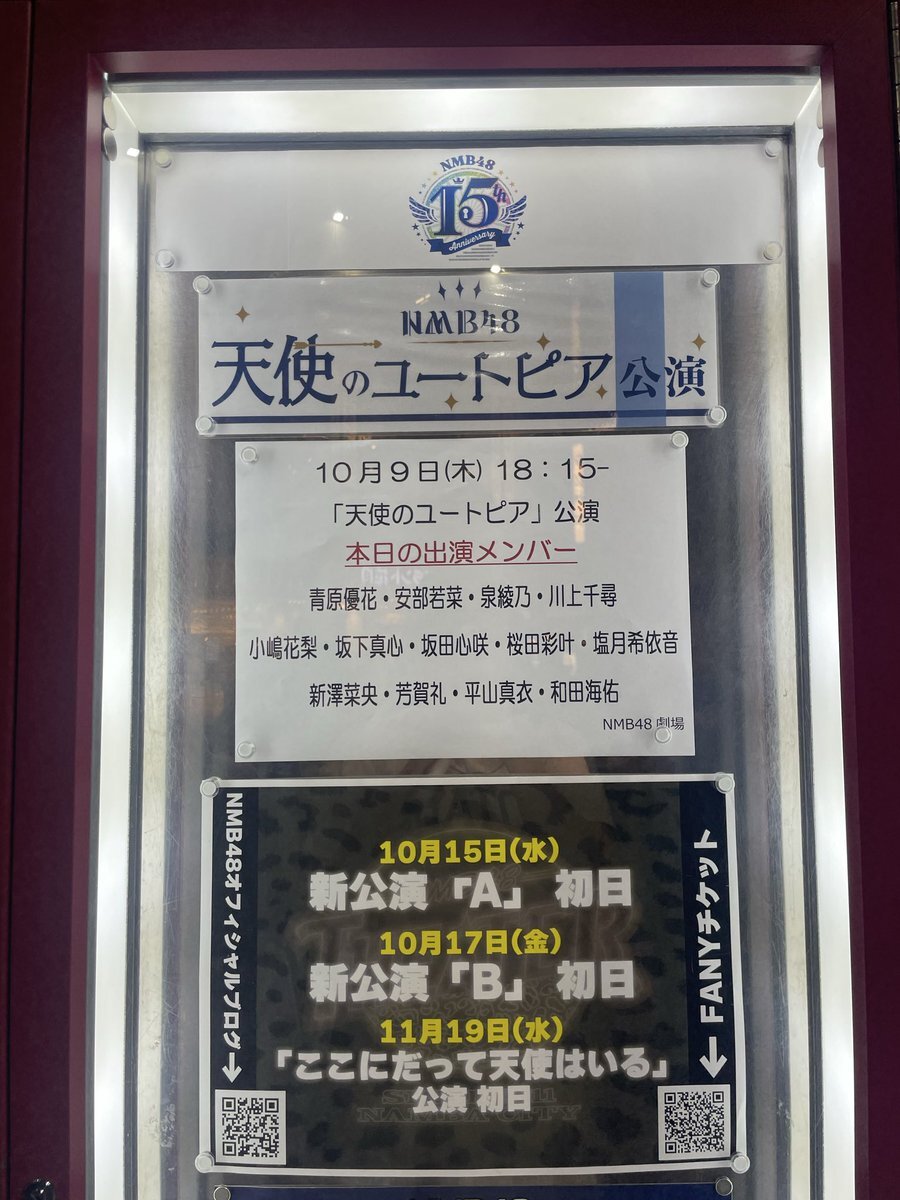 NMB48
15th
Anniversary
NMB48
天使のユートピア公演
10月9日(木) 18：15-
「天使のユートピア」公演
本日の出演メンバー
青原優花・安部若菜・泉綾乃・川上千尋
小嶋花梨・坂下真心・坂田心咲・桜田彩叶・塩月希依音
新澤菜央・芳賀礼・平山真衣・和田海佑
NMB48 劇場
NMB48オフィシャルブログ→
10月15日(水)
新公演「A」 初日
10月17日(金)
新公演「B」 初日
11月19日(水)
「ここにだって天使はいる」
公演 初日
FANYチケット